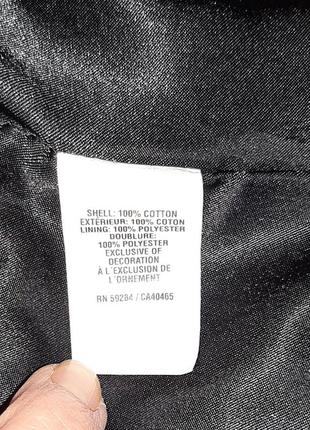 SHELL: 100% COTTON
EXTÉRIEUR: 100% COTON
LINING: 100% POLYESTER
DOUBLURE:
100% POLYESTER
EXCLUSIVE OF
DECORATION
À L'EXCLUSION DE
L'ORNEMENT
RN 59284 / CA40465